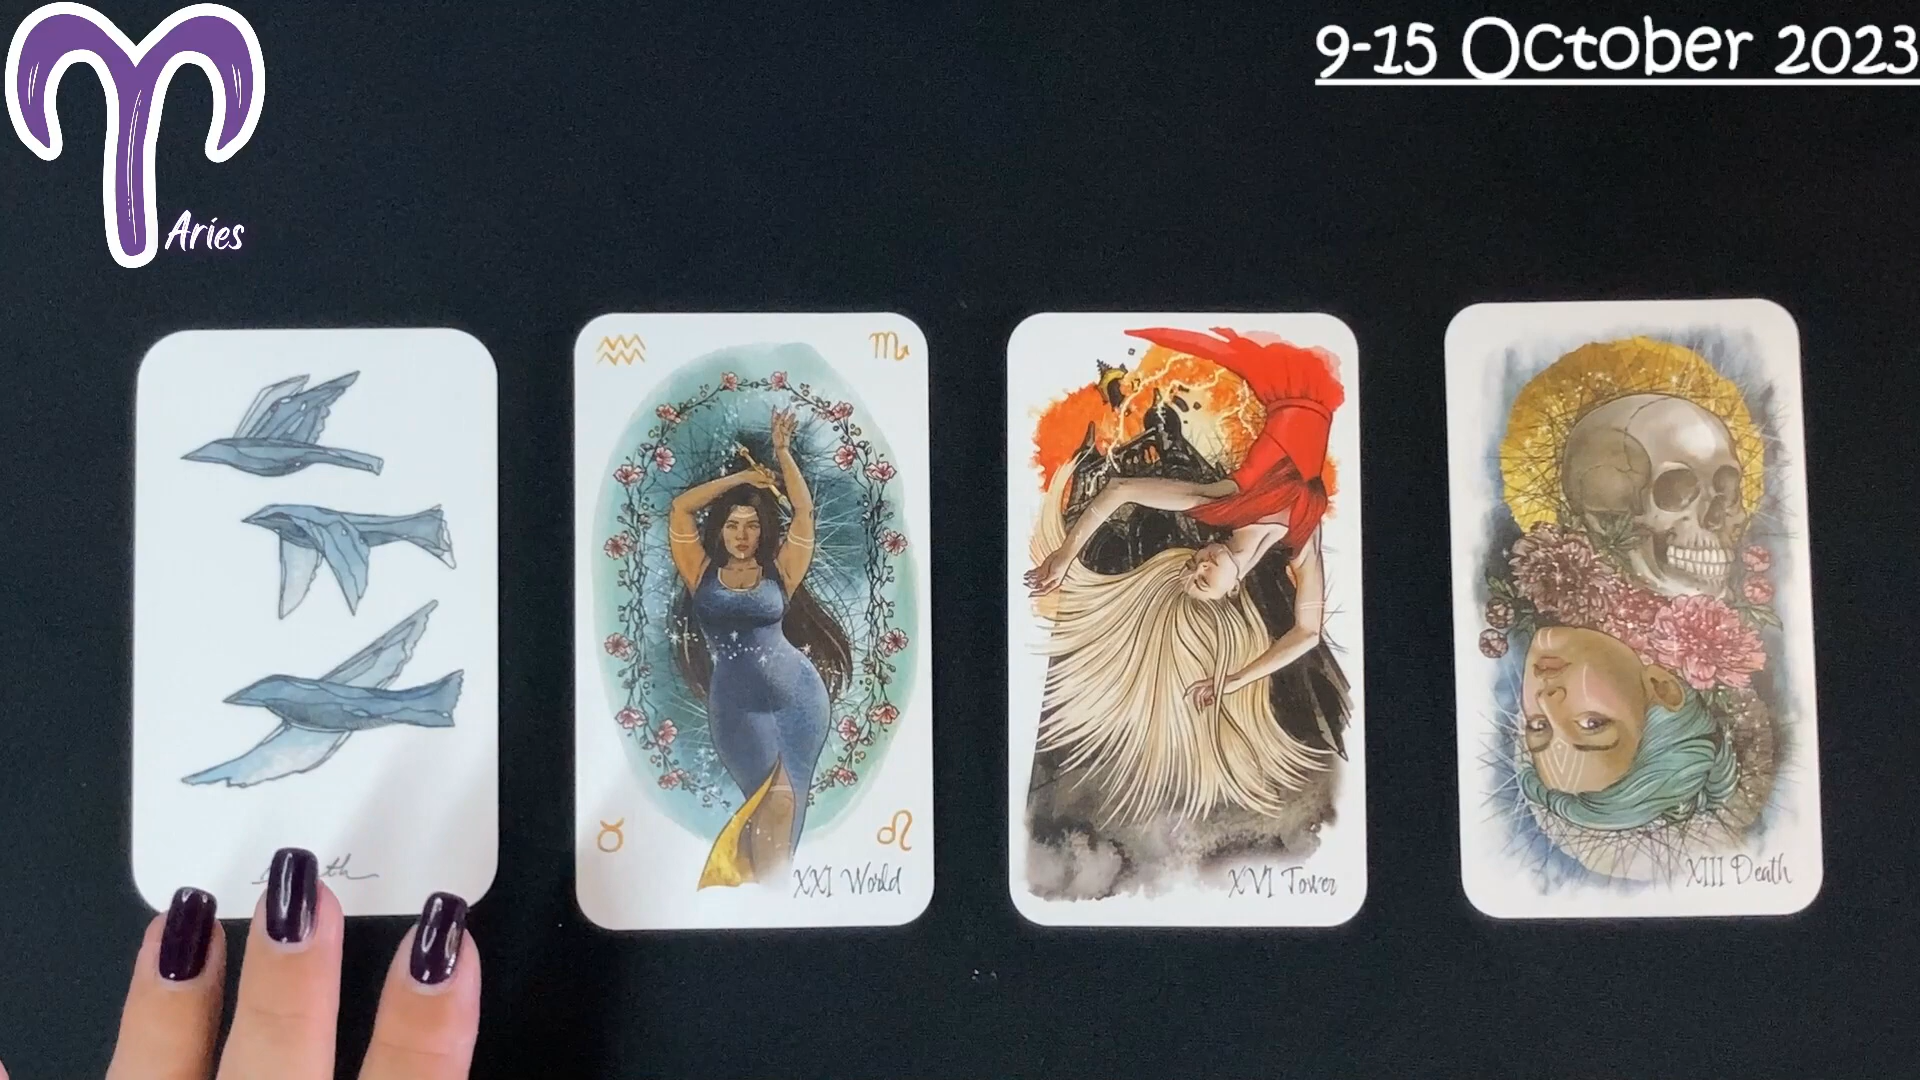 9-15 October 2023
Aries
XXI World
XVI Tower
XIII Death